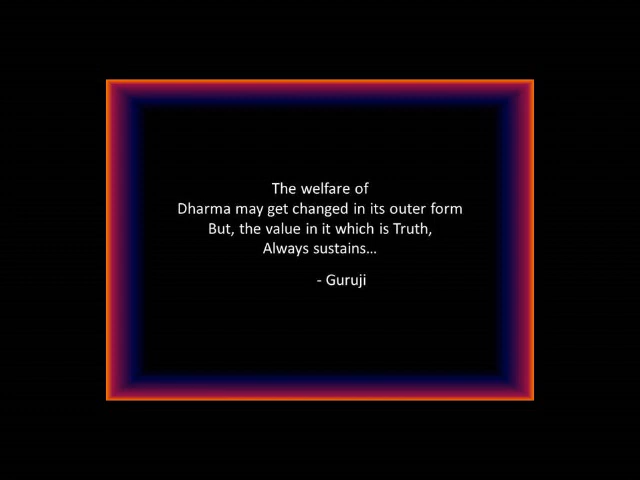 The welfare of
Dharma may get changed in its outer form
But, the value in it which is Truth,
Always sustains...
- Guruji